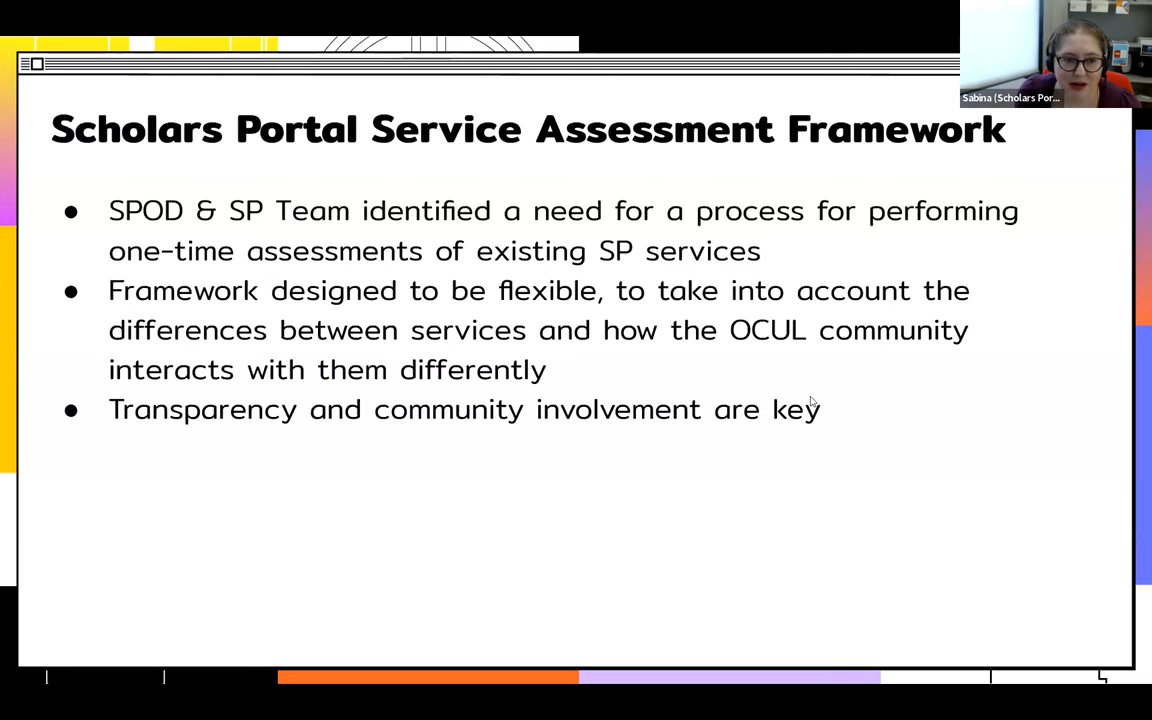 Scholars Portal Service Assessment Framework
● SPOD & SP Team identified a need for a process for performing
one-time assessments of existing SP services
● Framework designed to be flexible, to take into account the
differences between services and how the OCUL community
interacts with them differently
● Transparency and community involvement are key
Sabina (Scholars Por...